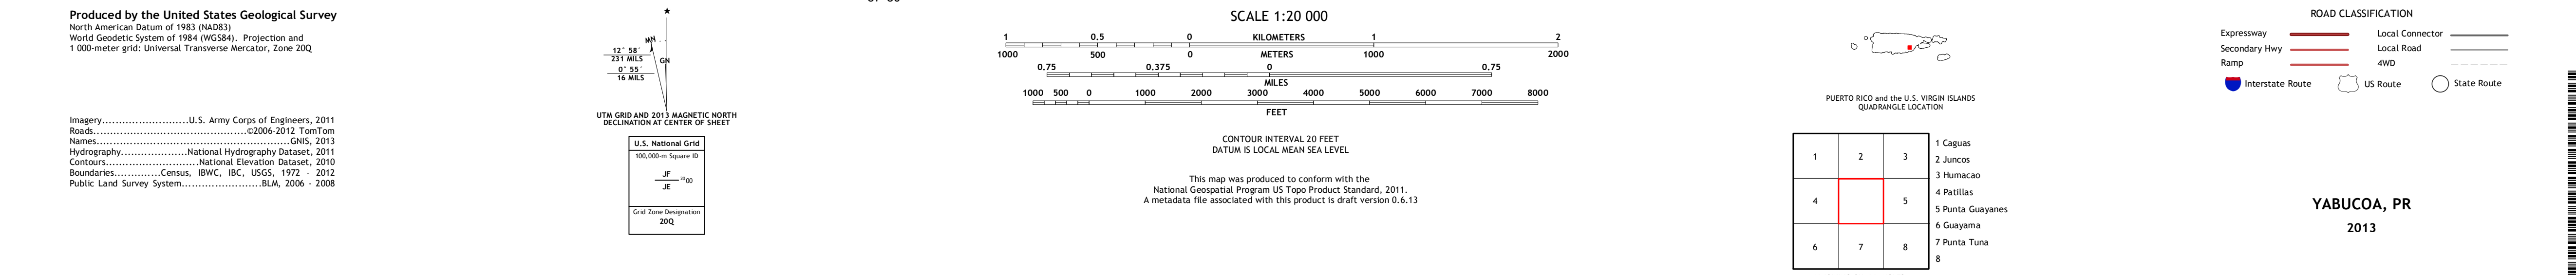 Produced by the United States Geological Survey
North American Datum of 1983 (NAD83)
World Geodetic System of 1984 (WGS84). Projection and
1 000-meter grid: Universal Transverse Mercator, Zone 20Q
Imagery..........................U.S. Army Corps of Engineers, 2011
Roads..............................................©2006-2012 TomTom
Names..........................................................GNIS, 2013
Hydrography....................National Hydrography Dataset, 2011
Contours............................National Elevation Dataset, 2010
Boundaries..............Census, IBWC, IBC, USGS, 1972 - 2012
Public Land Survey System........................BLM, 2006 - 2008
★
MN
GN
12° 58´
231 MILS
0° 55´
16 MILS
UTM GRID AND 2013 MAGNETIC NORTH
DECLINATION AT CENTER OF SHEET
U.S. National Grid
100,000-m Square ID
JF
2000
JE
Grid Zone Designation
20Q
SCALE 1:20 000
1 0.5 0 KILOMETERS 1 2
1000 500 0 METERS 1000 2000
0.75 0.375 0 0.75
MILES
1000 500 0 1000 2000 3000 4000 5000 6000 7000 8000
FEET
CONTOUR INTERVAL 20 FEET
DATUM IS LOCAL MEAN SEA LEVEL
This map was produced to conform with the
National Geospatial Program US Topo Product Standard, 2011.
A metadata file associated with this product is draft version 0.6.13
PUERTO RICO and the U.S. VIRGIN ISLANDS
QUADRANGLE LOCATION
1 2 3
4 5
6 7 8
1 Caguas
2 Juncos
3 Humacao
4 Patillas
5 Punta Guayanes
6 Guayama
7 Punta Tuna
8
ROAD CLASSIFICATION
Expressway
Secondary Hwy
Ramp
Local Connector
Local Road
4WD
Interstate Route
US Route
State Route
YABUCOA, PR
2013